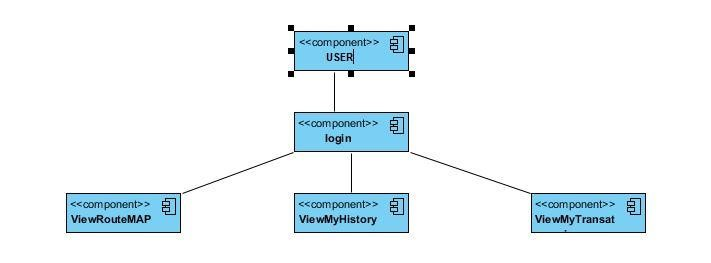 <<component>>
USER
<<component>>
login
<<component>>
ViewRouteMAP
<<component>>
ViewMyHistory
<<component>>
ViewMyTransat